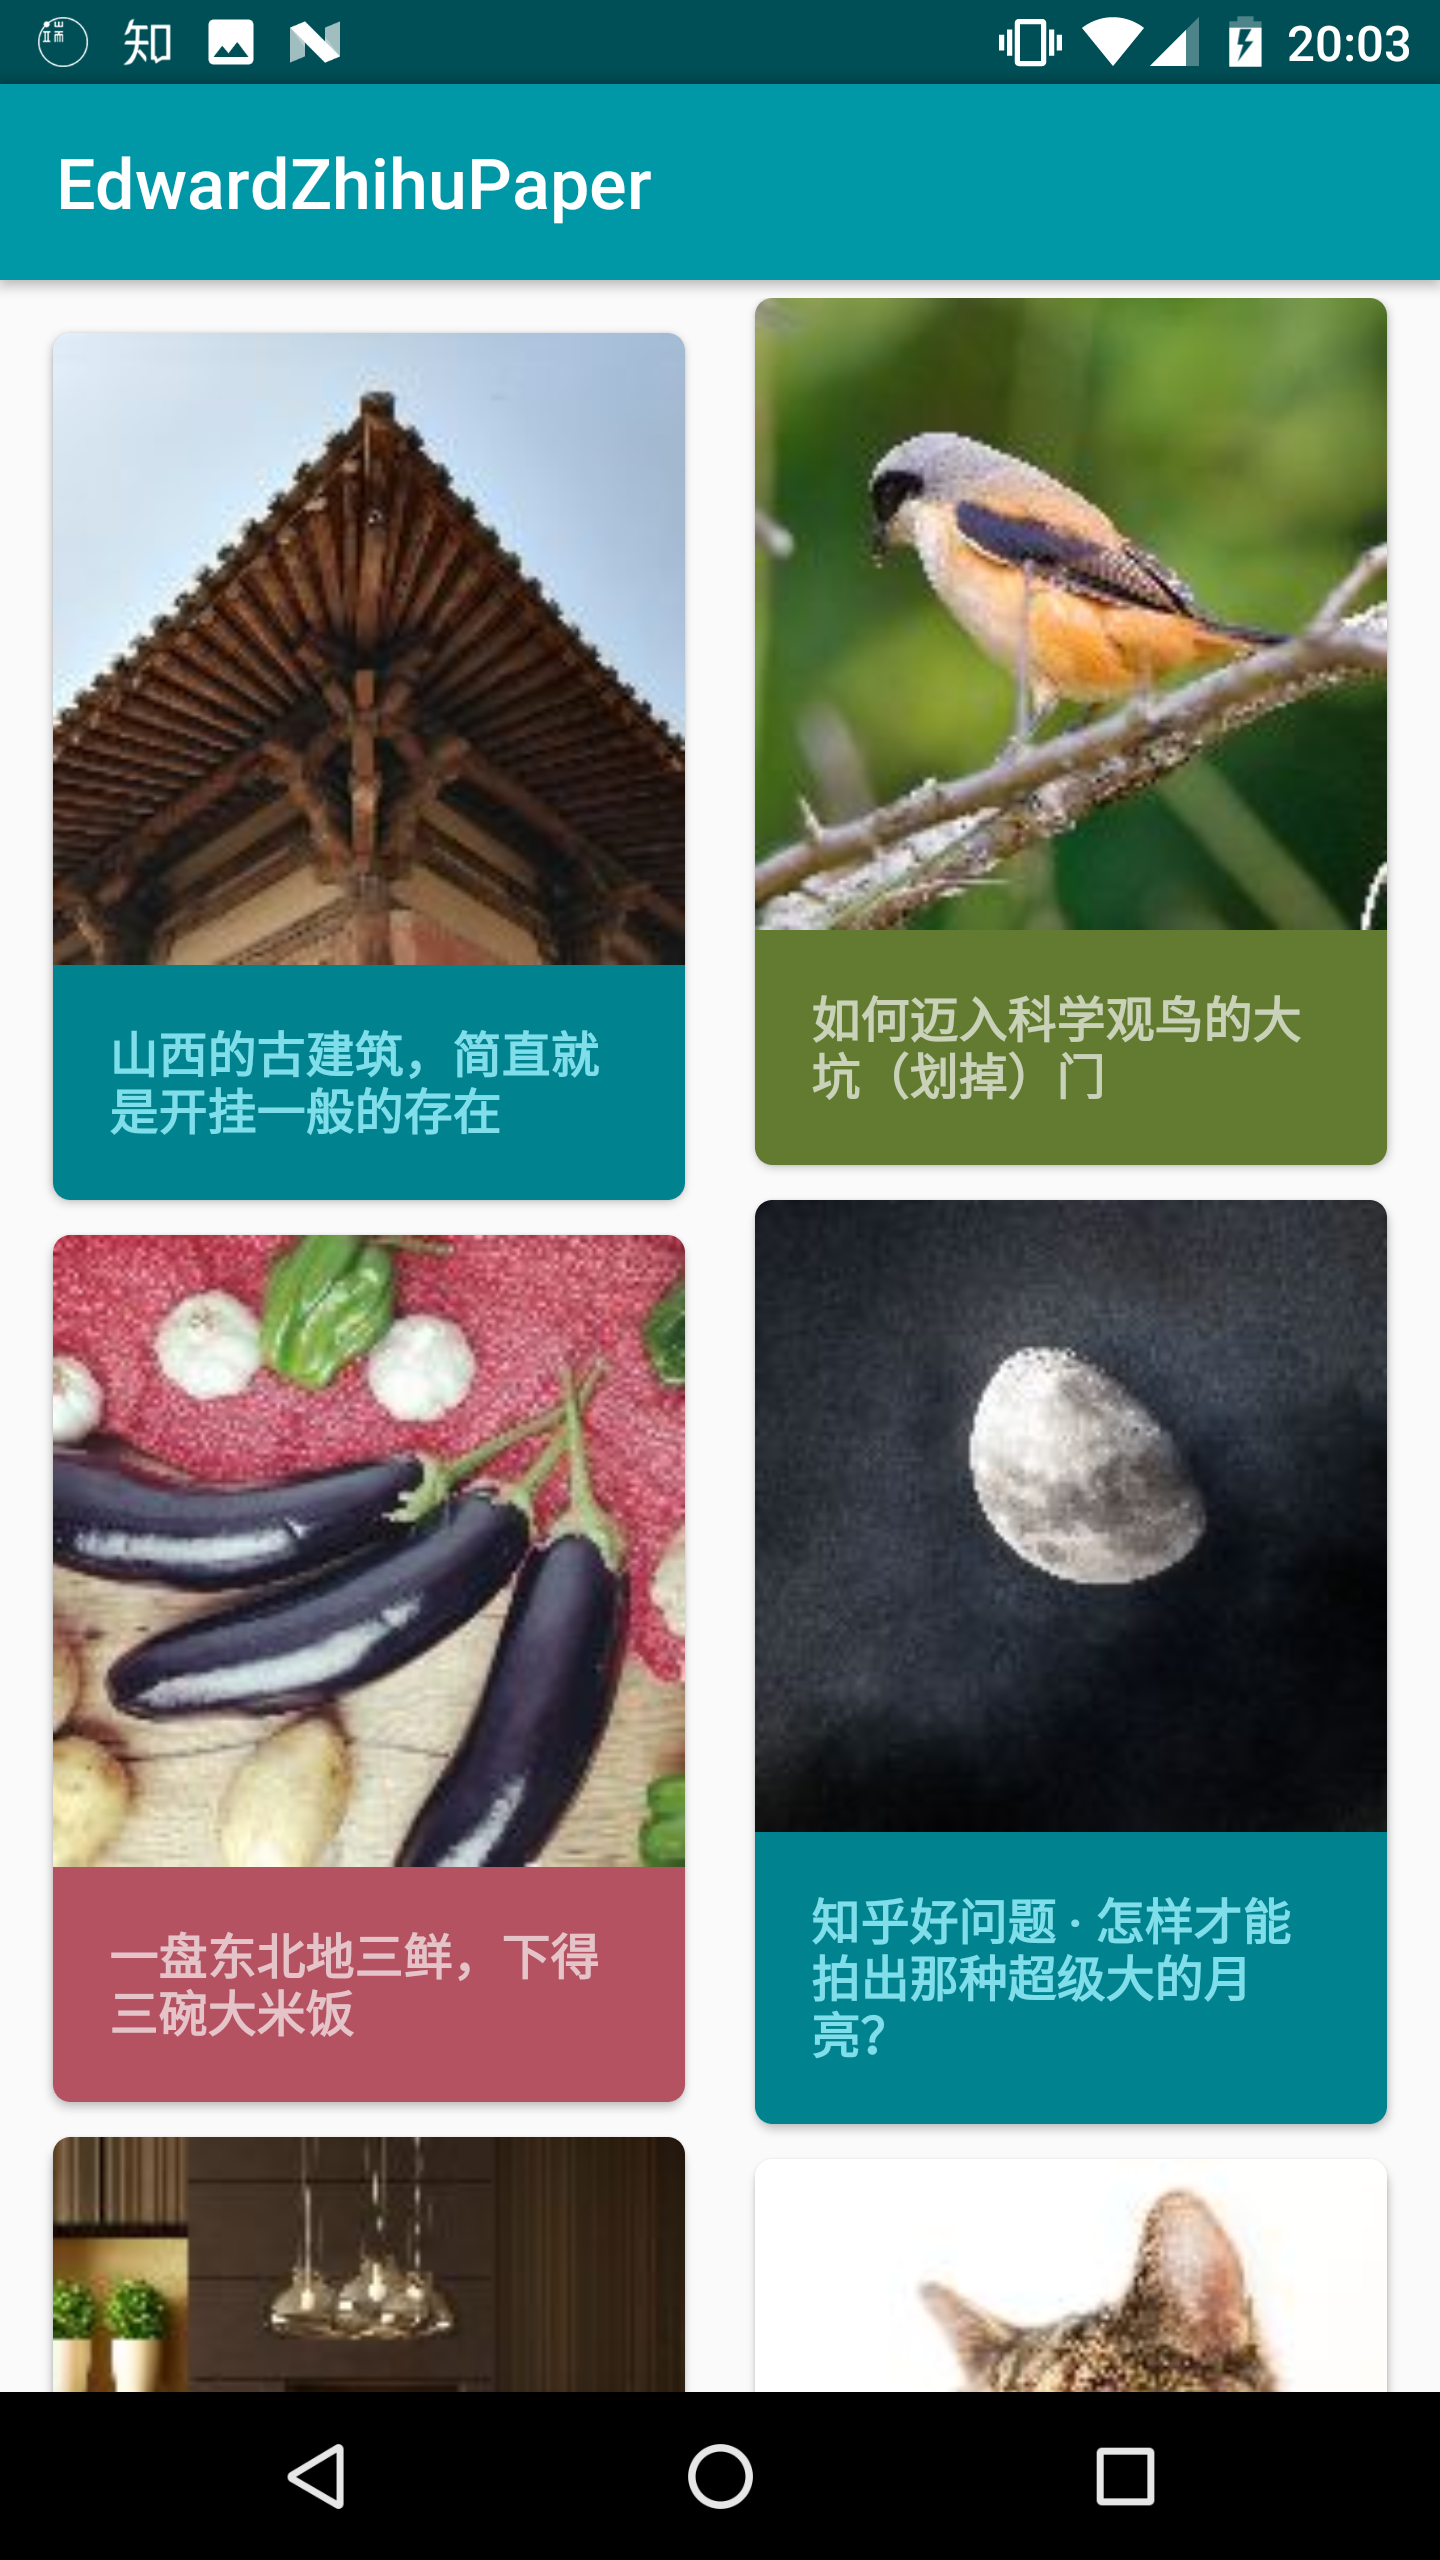 端
知
20:03
EdwardZhihuPaper
山西的古建筑，简直就
是开挂一般的存在
如何迈入科学观鸟的大
坑（划掉）门
一盘东北地三鲜，下得
三碗大米饭
知乎好问题 · 怎样才能
拍出那种超级大的月
亮？